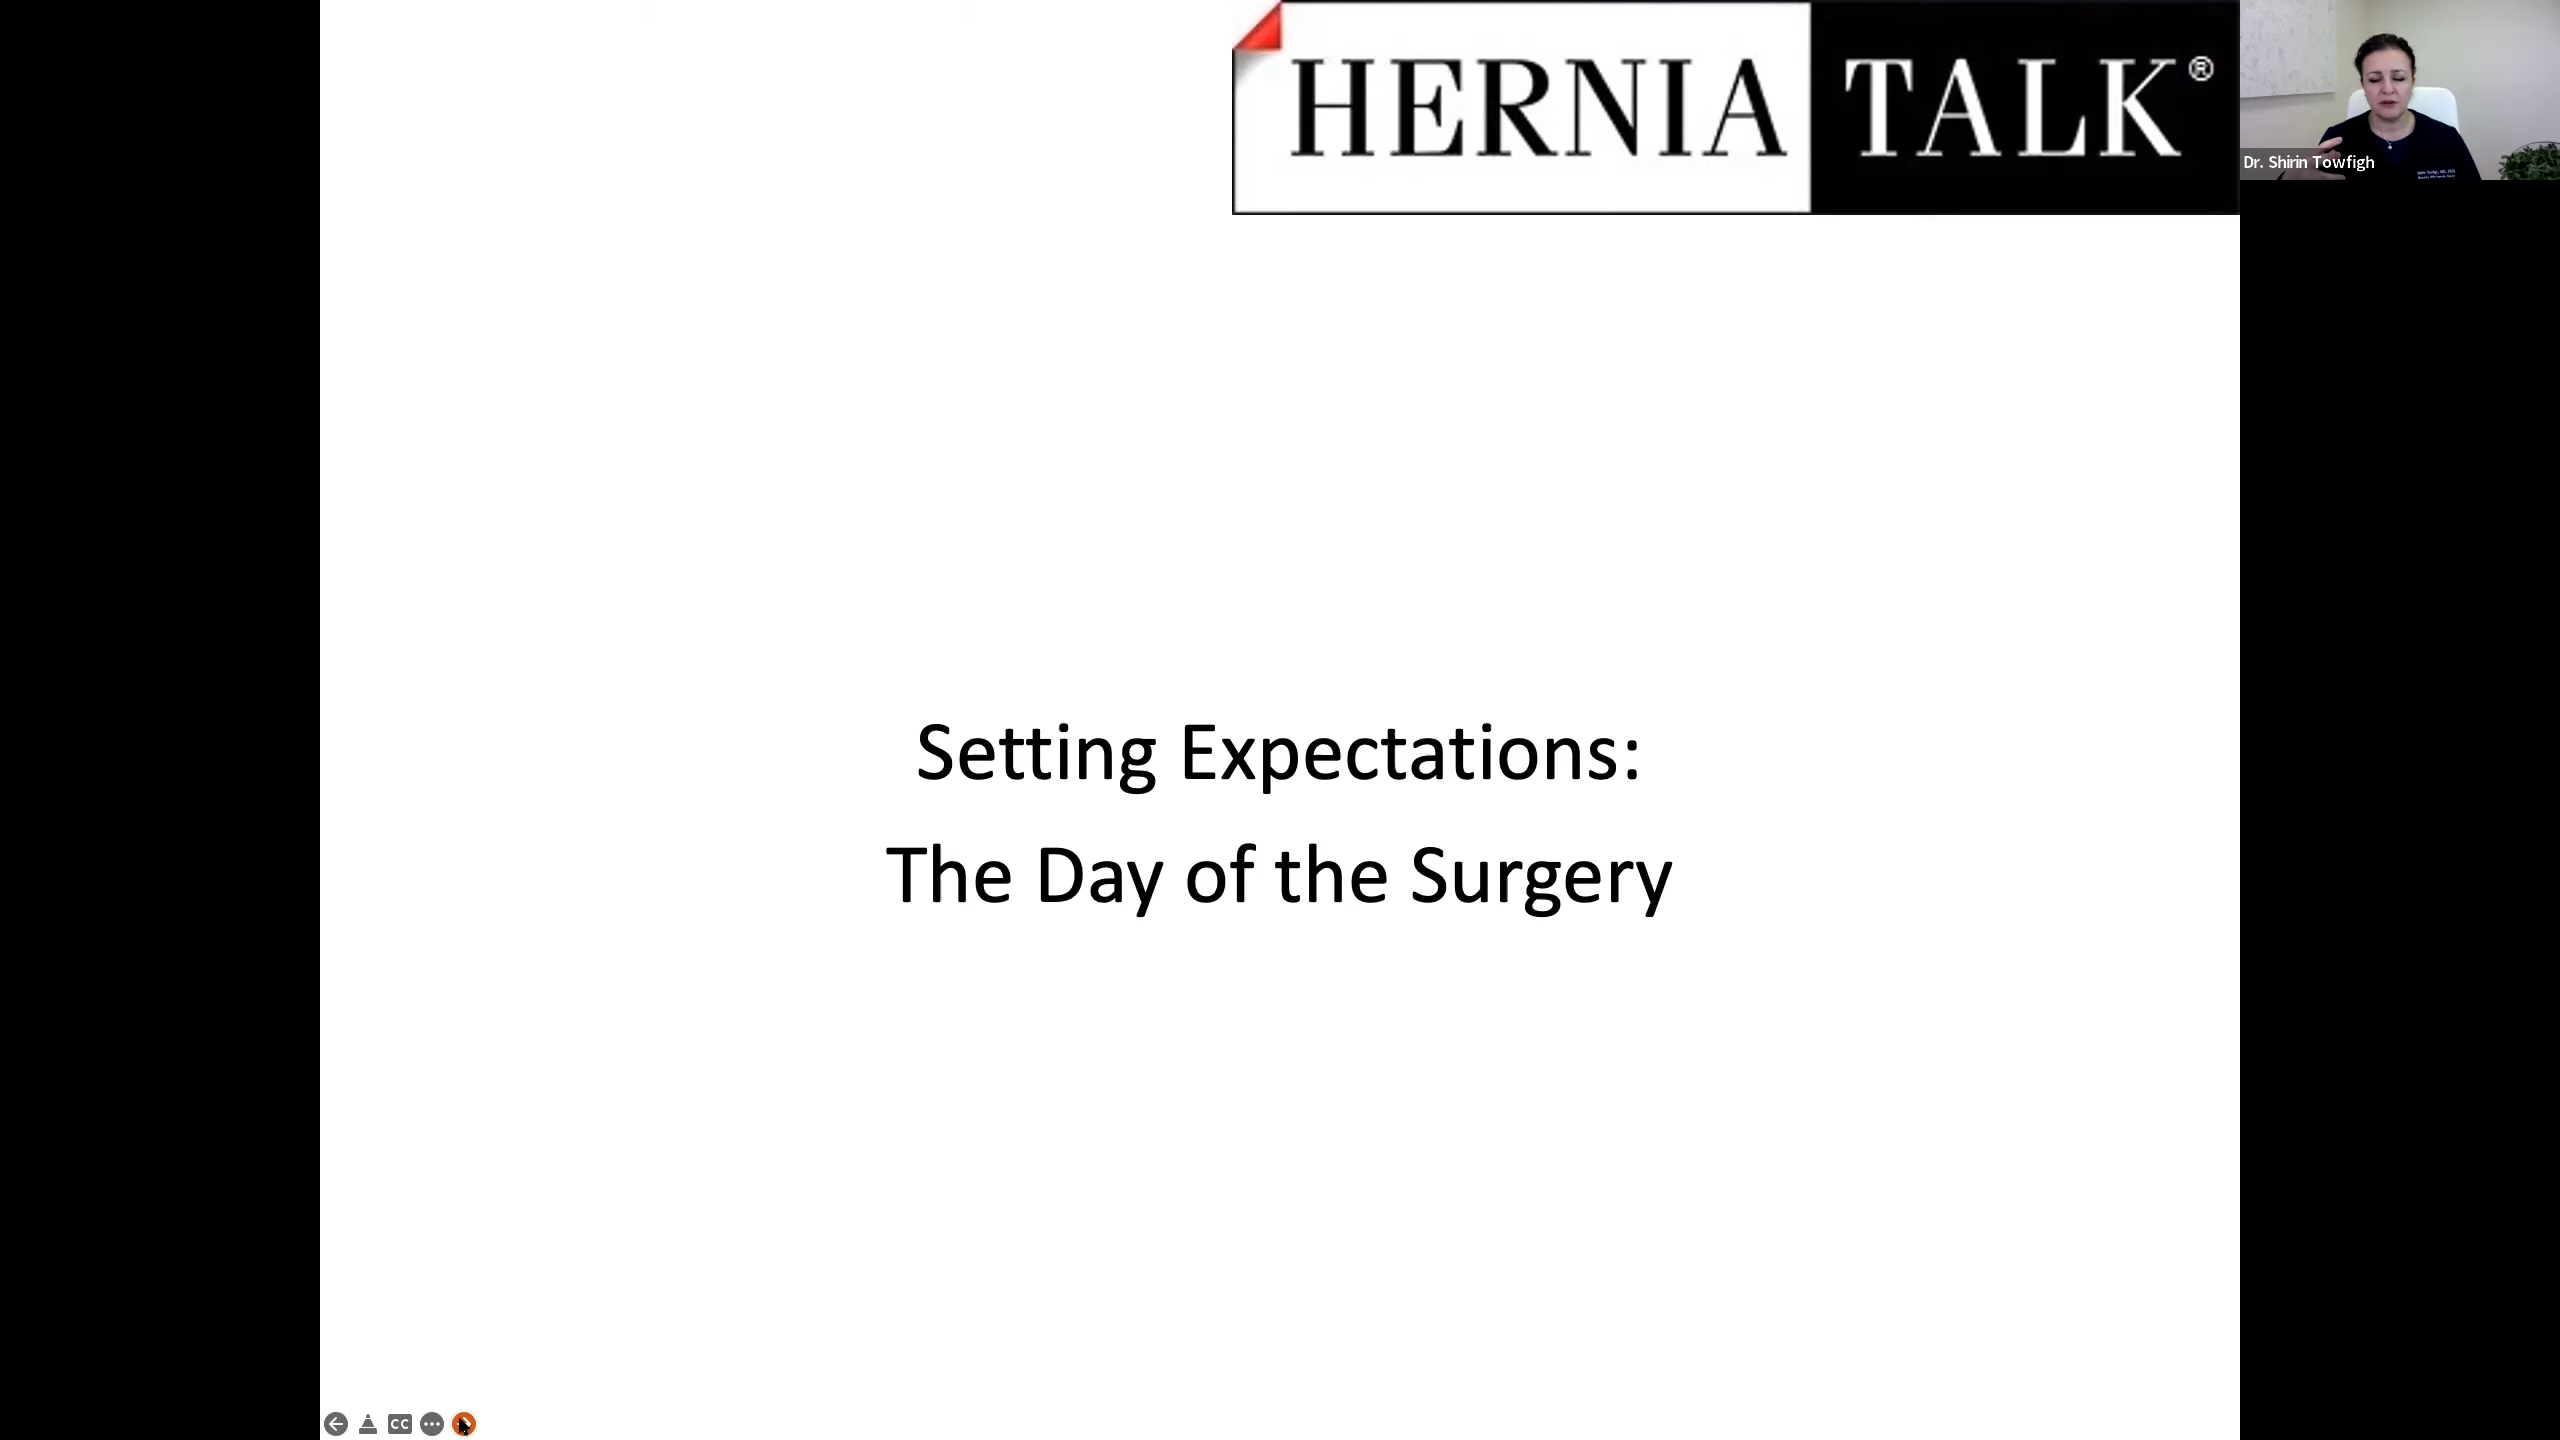 HERNIA TALK®
Dr. Shirin Towfigh
Setting Expectations:
The Day of the Surgery
CC